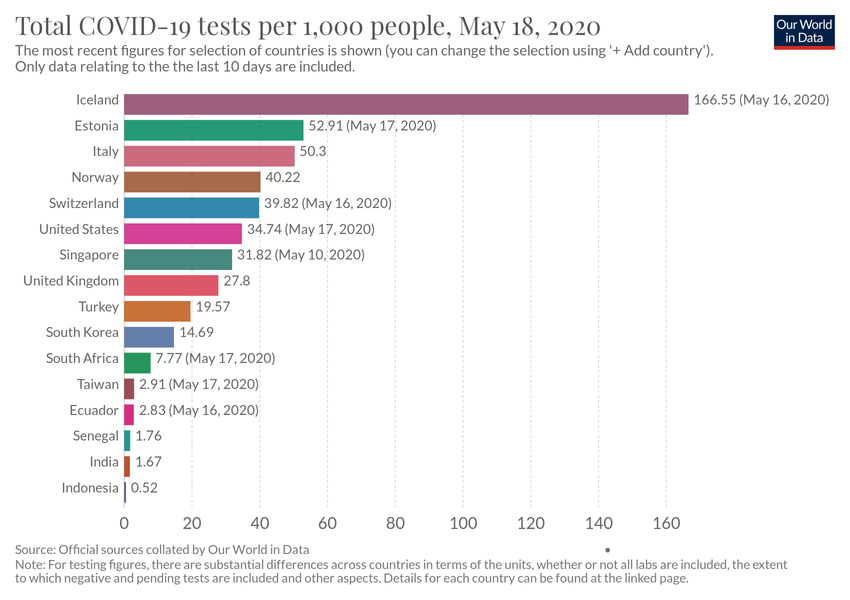 Total COVID-19 tests per 1,000 people, May 18, 2020
Our World
in Data
The most recent figures for selection of countries is shown (you can change the selection using '+ Add country').
Only data relating to the the last 10 days are included.
Iceland 166.55 (May 16, 2020)
Estonia 52.91 (May 17, 2020)
Italy 50.3
Norway 40.22
Switzerland 39.82 (May 16, 2020)
United States 34.74 (May 17, 2020)
Singapore 31.82 (May 10, 2020)
United Kingdom 27.8
Turkey 19.57
South Korea 14.69
South Africa 7.77 (May 17, 2020)
Taiwan 2.91 (May 17, 2020)
Ecuador 2.83 (May 16, 2020)
Senegal 1.76
India 1.67
Indonesia 0.52
0 20 40 60 80 100 120 140 160
Source: Official sources collated by Our World in Data
Note: For testing figures, there are substantial differences across countries in terms of the units, whether or not all labs are included, the extent
to which negative and pending tests are included and other aspects. Details for each country can be found at the linked page.